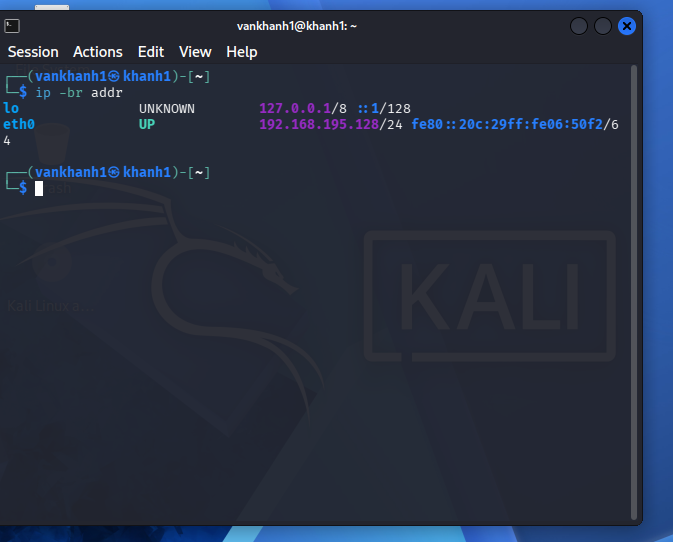 vankhanh1@khanh1: ~
Session Actions Edit View Help
┌──(vankhanh1㉿khanh1)-[~]
└─$ ip -br addr
lo UNKNOWN 127.0.0.1/8 ::1/128
eth0 UP 192.168.195.128/24 fe80::20c:29ff:fe06:50f2/6
4
┌──(vankhanh1㉿khanh1)-[~]
└─$
Kali Linux a...
KALI